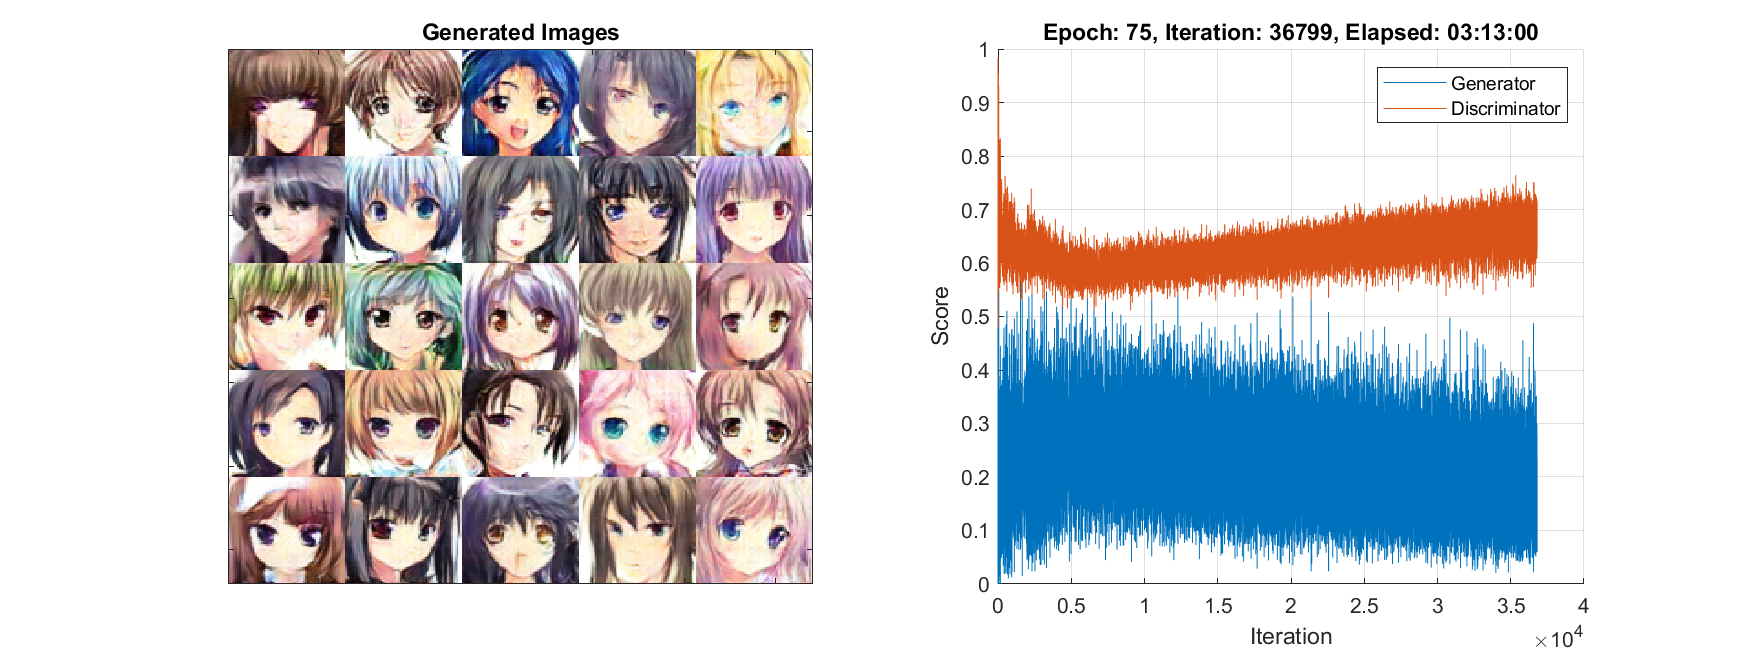 Generated Images
Epoch: 75, Iteration: 36799, Elapsed: 03:13:00
Generator
Discriminator
1
0.9
0.8
0.7
0.6
0.5
0.4
0.3
0.2
0.1
0
Score
0 0.5 1 1.5 2 2.5 3 3.5 4
Iteration
×10⁴